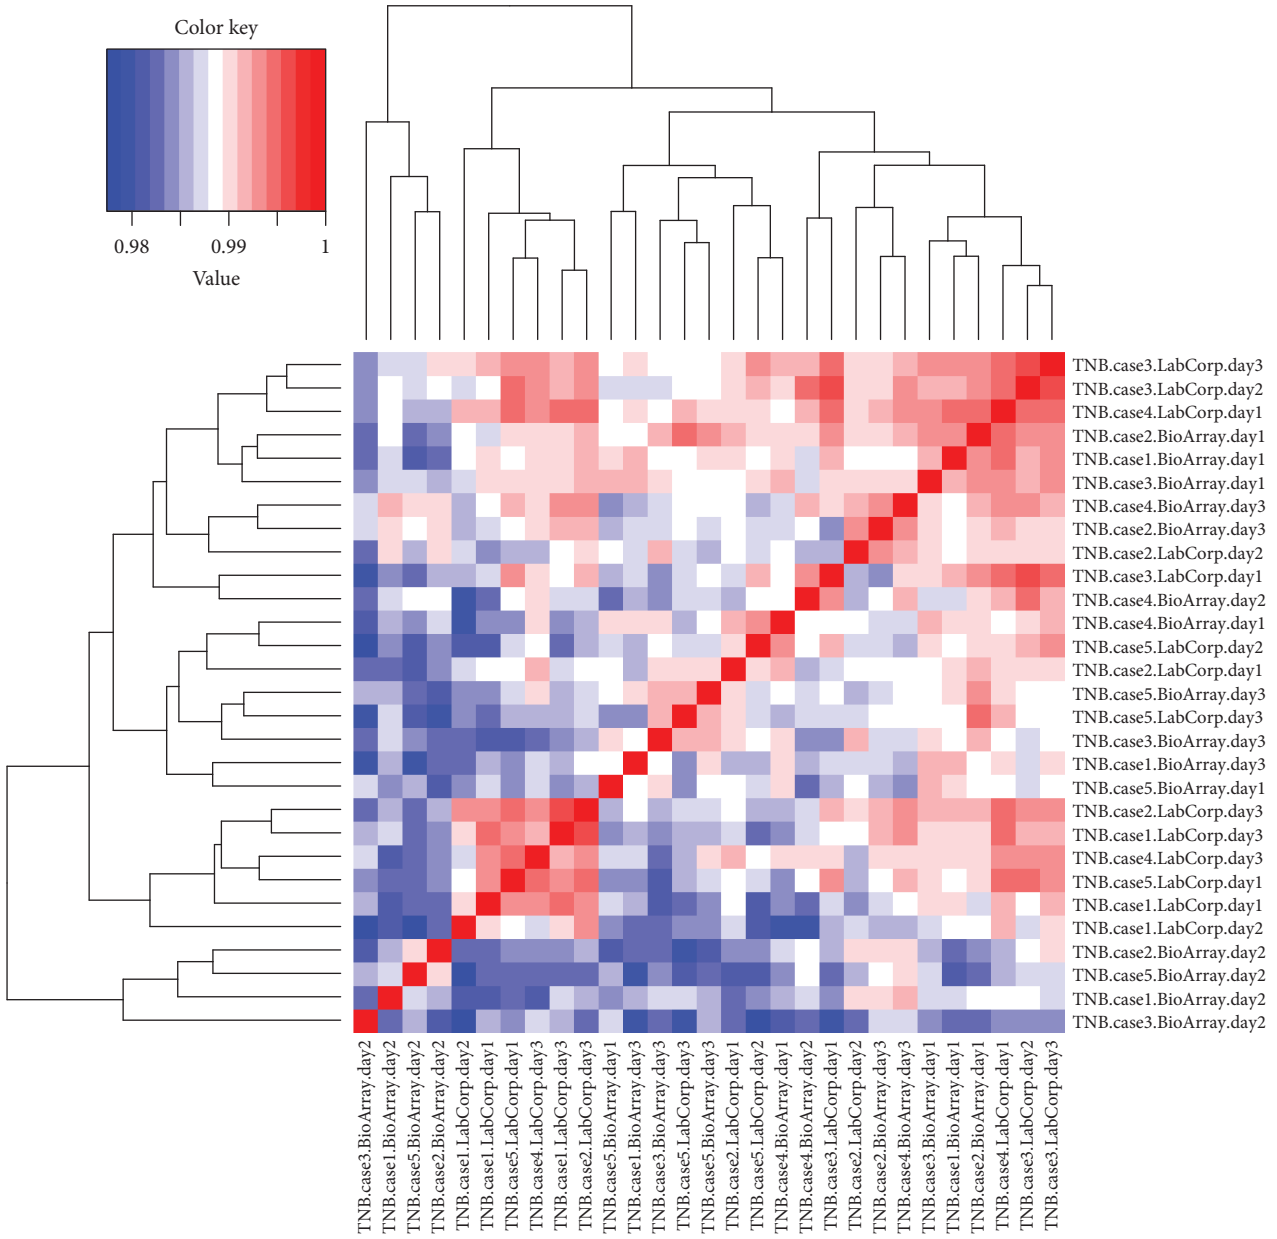 Color key
0.98 0.99 1
Value
TNB.case3.LabCorp.day3
TNB.case3.LabCorp.day2
TNB.case4.LabCorp.day1
TNB.case2.BioArray.day1
TNB.case1.BioArray.day1
TNB.case3.BioArray.day1
TNB.case4.BioArray.day3
TNB.case2.BioArray.day3
TNB.case2.LabCorp.day2
TNB.case3.LabCorp.day1
TNB.case4.BioArray.day2
TNB.case4.BioArray.day1
TNB.case5.LabCorp.day2
TNB.case2.LabCorp.day1
TNB.case5.BioArray.day3
TNB.case5.LabCorp.day3
TNB.case3.BioArray.day3
TNB.case1.BioArray.day3
TNB.case5.BioArray.day1
TNB.case2.LabCorp.day3
TNB.case1.LabCorp.day3
TNB.case4.LabCorp.day3
TNB.case5.LabCorp.day1
TNB.case1.LabCorp.day1
TNB.case1.LabCorp.day2
TNB.case2.BioArray.day2
TNB.case5.BioArray.day2
TNB.case1.BioArray.day2
TNB.case3.BioArray.day2
TNB.case3.BioArray.day2
TNB.case1.BioArray.day2
TNB.case5.BioArray.day2
TNB.case2.BioArray.day2
TNB.case1.LabCorp.day2
TNB.case1.LabCorp.day1
TNB.case5.LabCorp.day1
TNB.case4.LabCorp.day3
TNB.case1.LabCorp.day3
TNB.case2.LabCorp.day3
TNB.case5.BioArray.day1
TNB.case1.BioArray.day3
TNB.case3.BioArray.day3
TNB.case5.LabCorp.day3
TNB.case5.BioArray.day3
TNB.case2.LabCorp.day1
TNB.case5.LabCorp.day2
TNB.case4.BioArray.day1
TNB.case4.BioArray.day2
TNB.case3.LabCorp.day1
TNB.case2.LabCorp.day2
TNB.case2.BioArray.day3
TNB.case4.BioArray.day3
TNB.case3.BioArray.day1
TNB.case1.BioArray.day1
TNB.case2.BioArray.day1
TNB.case4.LabCorp.day1
TNB.case3.LabCorp.day2
TNB.case3.LabCorp.day3